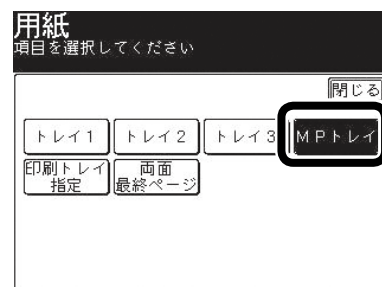 用紙
項目を選択してください
閉じる
トレイ1 トレイ2 トレイ3 MPトレイ
印刷トレイ 両面
指定 最終ページ